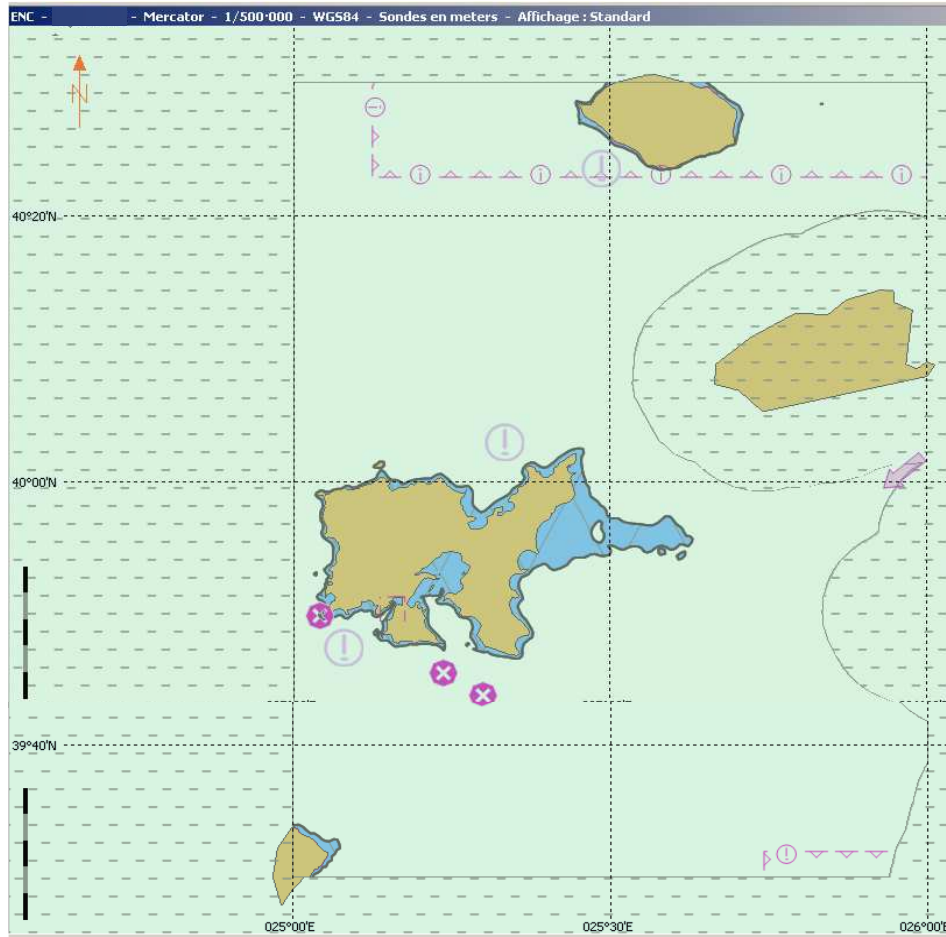 ENC - - Mercator - 1/500·000 - WGS84 - Sondes en meters - Affichage : Standard
N
40°20'N
40°00'N
39°40'N
025°00'E 025°30'E 026°00'